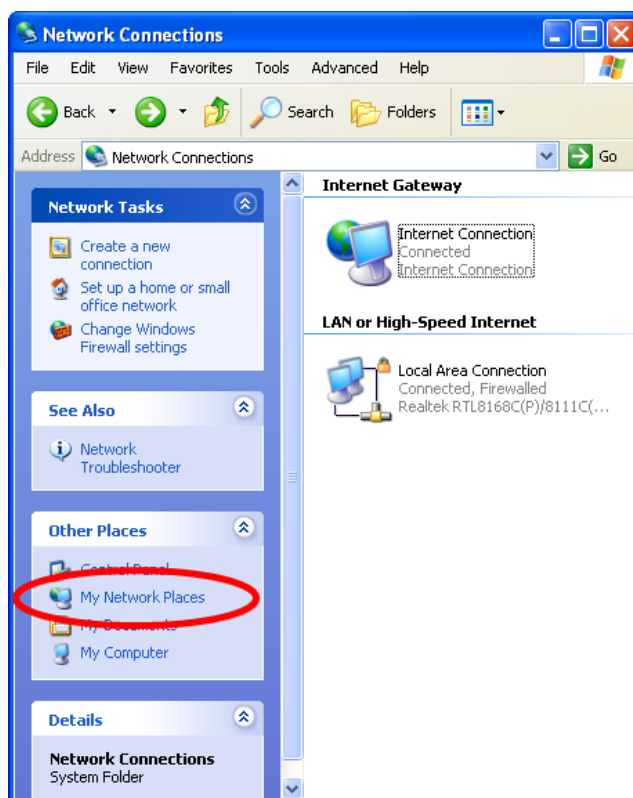 Network Connections
File Edit View Favorites Tools Advanced Help
Back Search Folders
Address Network Connections Go
Network Tasks
Create a new
connection
Set up a home or small
office network
Change Windows
Firewall settings
See Also
Network
Troubleshooter
Other Places
Control Panel
My Network Places
My Documents
My Computer
Details
Network Connections
System Folder
Internet Gateway
Internet Connection
Connected
Internet Connection
LAN or High-Speed Internet
Local Area Connection
Connected, Firewalled
Realtek RTL8168C(P)/8111C(...